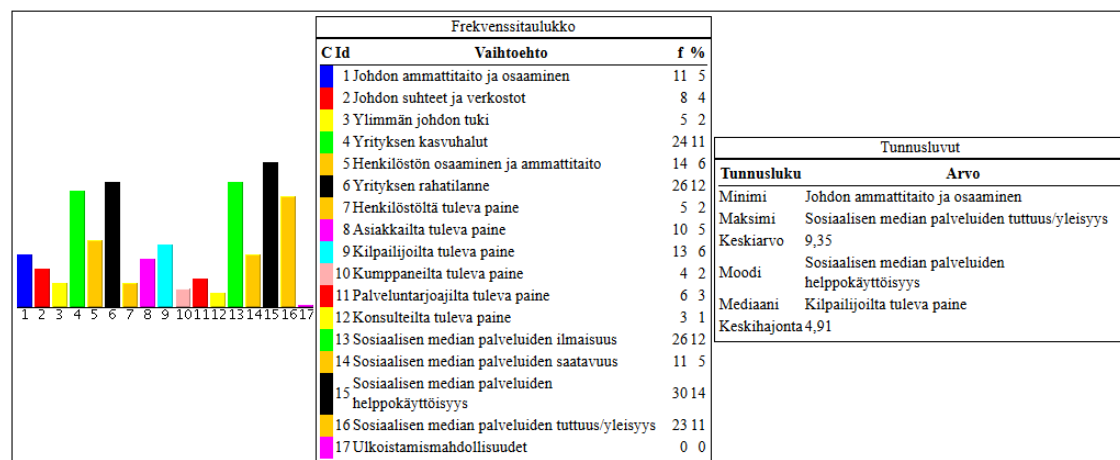 1 2 3 4 5 6 7 8 9 10 11 12 13 14 15 16 17
Frekvenssitaulukko
C Id Vaihtoehto f %
1 Johdon ammattitaito ja osaaminen 11 5
2 Johdon suhteet ja verkostot 8 4
3 Ylimmän johdon tuki 5 2
4 Yrityksen kasvuhalut 24 11
5 Henkilöstön osaaminen ja ammattitaito 14 6
6 Yrityksen rahatilanne 26 12
7 Henkilöstöltä tuleva paine 5 2
8 Asiakkailta tuleva paine 10 5
9 Kilpailijoilta tuleva paine 13 6
10 Kumppaneilta tuleva paine 4 2
11 Palveluntarjoajilta tuleva paine 6 3
12 Konsulteilta tuleva paine 3 1
13 Sosiaalisen median palveluiden ilmaisuus 26 12
14 Sosiaalisen median palveluiden saatavuus 11 5
15 Sosiaalisen median palveluiden
helppokäyttöisyys 30 14
16 Sosiaalisen median palveluiden tuttuus/yleisyys 23 11
17 Ulkoistamismahdollisuudet 0 0
Tunnusluvut
Tunnusluku Arvo
Minimi Johdon ammattitaito ja osaaminen
Maksimi Sosiaalisen median palveluiden tuttuus/yleisyys
Keskiarvo 9,35
Moodi Sosiaalisen median palveluiden
helppokäyttöisyys
Mediaani Kilpailijoilta tuleva paine
Keskihajonta 4,91